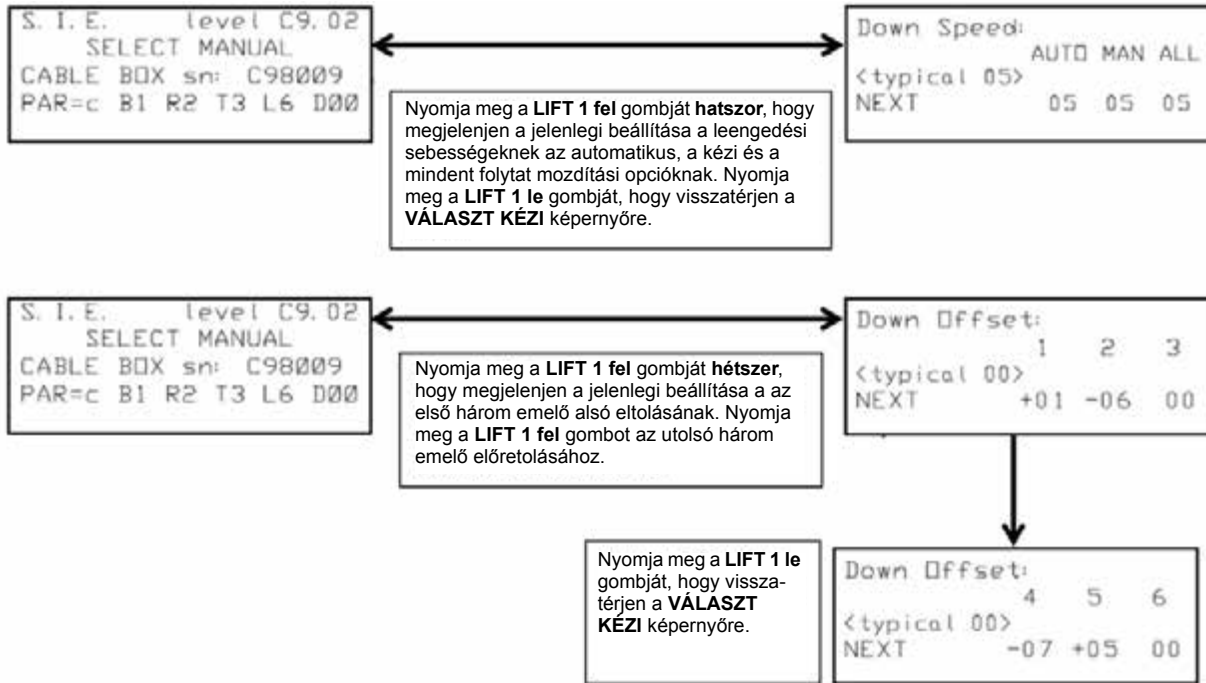 S. I. E. level C9.02
SELECT MANUAL
CABLE BOX sn: C98009
PAR=c B1 R2 T3 L6 D00
Down Speed:
AUTO MAN ALL
<typical 05>
NEXT 05 05 05
Nyomja meg a LIFT 1 fel gombját hatszor, hogy
megjelenjen a jelenlegi beállítása a leengedési
sebességeknek az automatikus, a kézi és a
mindent folytat mozdítási opcióknak. Nyomja
meg a LIFT 1 le gombját, hogy visszatérjen a
VÁLASZT KÉZI képernyőre.
S. I. E. level C9.02
SELECT MANUAL
CABLE BOX sn: C98009
PAR=c B1 R2 T3 L6 D00
Down Offset:
1 2 3
<typical 00>
NEXT +01 -06 00
Nyomja meg a LIFT 1 fel gombját hétszer,
hogy megjelenjen a jelenlegi beállítása a az
első három emelő alsó eltolásának. Nyomja
meg a LIFT 1 fel gombot az utolsó három
emelő előretolásához.
Nyomja meg a LIFT 1 le
gombját, hogy vissza-
térjen a VÁLASZT
KÉZI képernyőre.
Down Offset:
4 5 6
<typical 00>
NEXT -07 +05 00